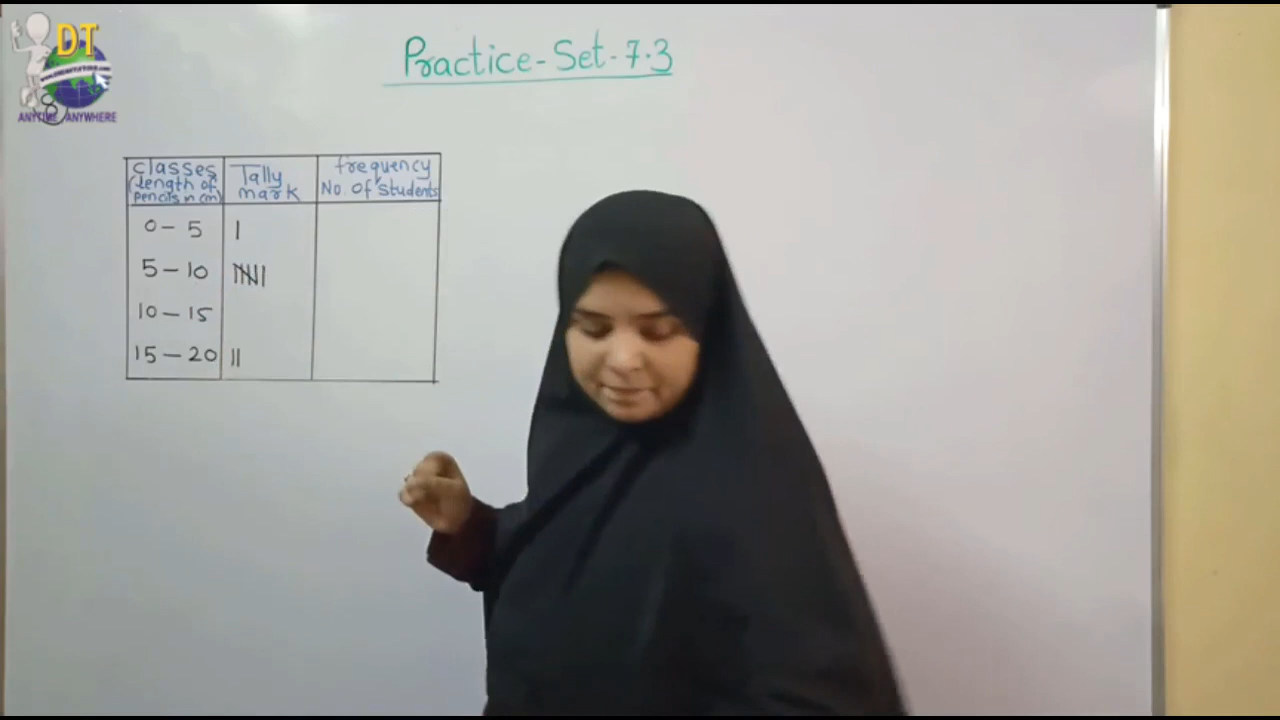 DT
ANYTIME ANYWHERE
Practice-Set-7.3
classes
(length of
pencils in cm)
Tally
mark
frequency
No. of students
0 - 5
5 - 10
10 - 15
15 - 20